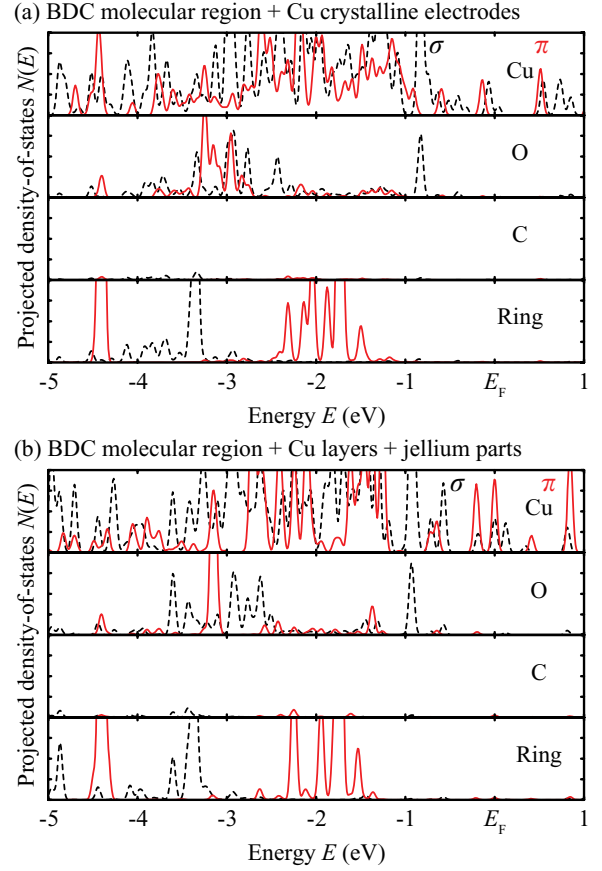 (a) BDC molecular region + Cu crystalline electrodes
Projected density-of-states N(E)
σ π
Cu
O
C
Ring
-5 -4 -3 -2 -1 E_F 1
Energy E (eV)
(b) BDC molecular region + Cu layers + jellium parts
Projected density-of-states N(E)
σ π
Cu
O
C
Ring
-5 -4 -3 -2 -1 E_F 1
Energy E (eV)